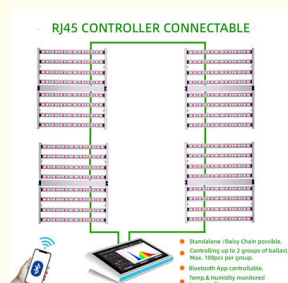 RJ45 CONTROLLER CONNECTABLE
Standalone /Daisy Chain possible.
Controlling up to 2 groups of ballast,
Max. 100pcs per group.
Bluetooth App controllable.
Temp.& Humidity monitored